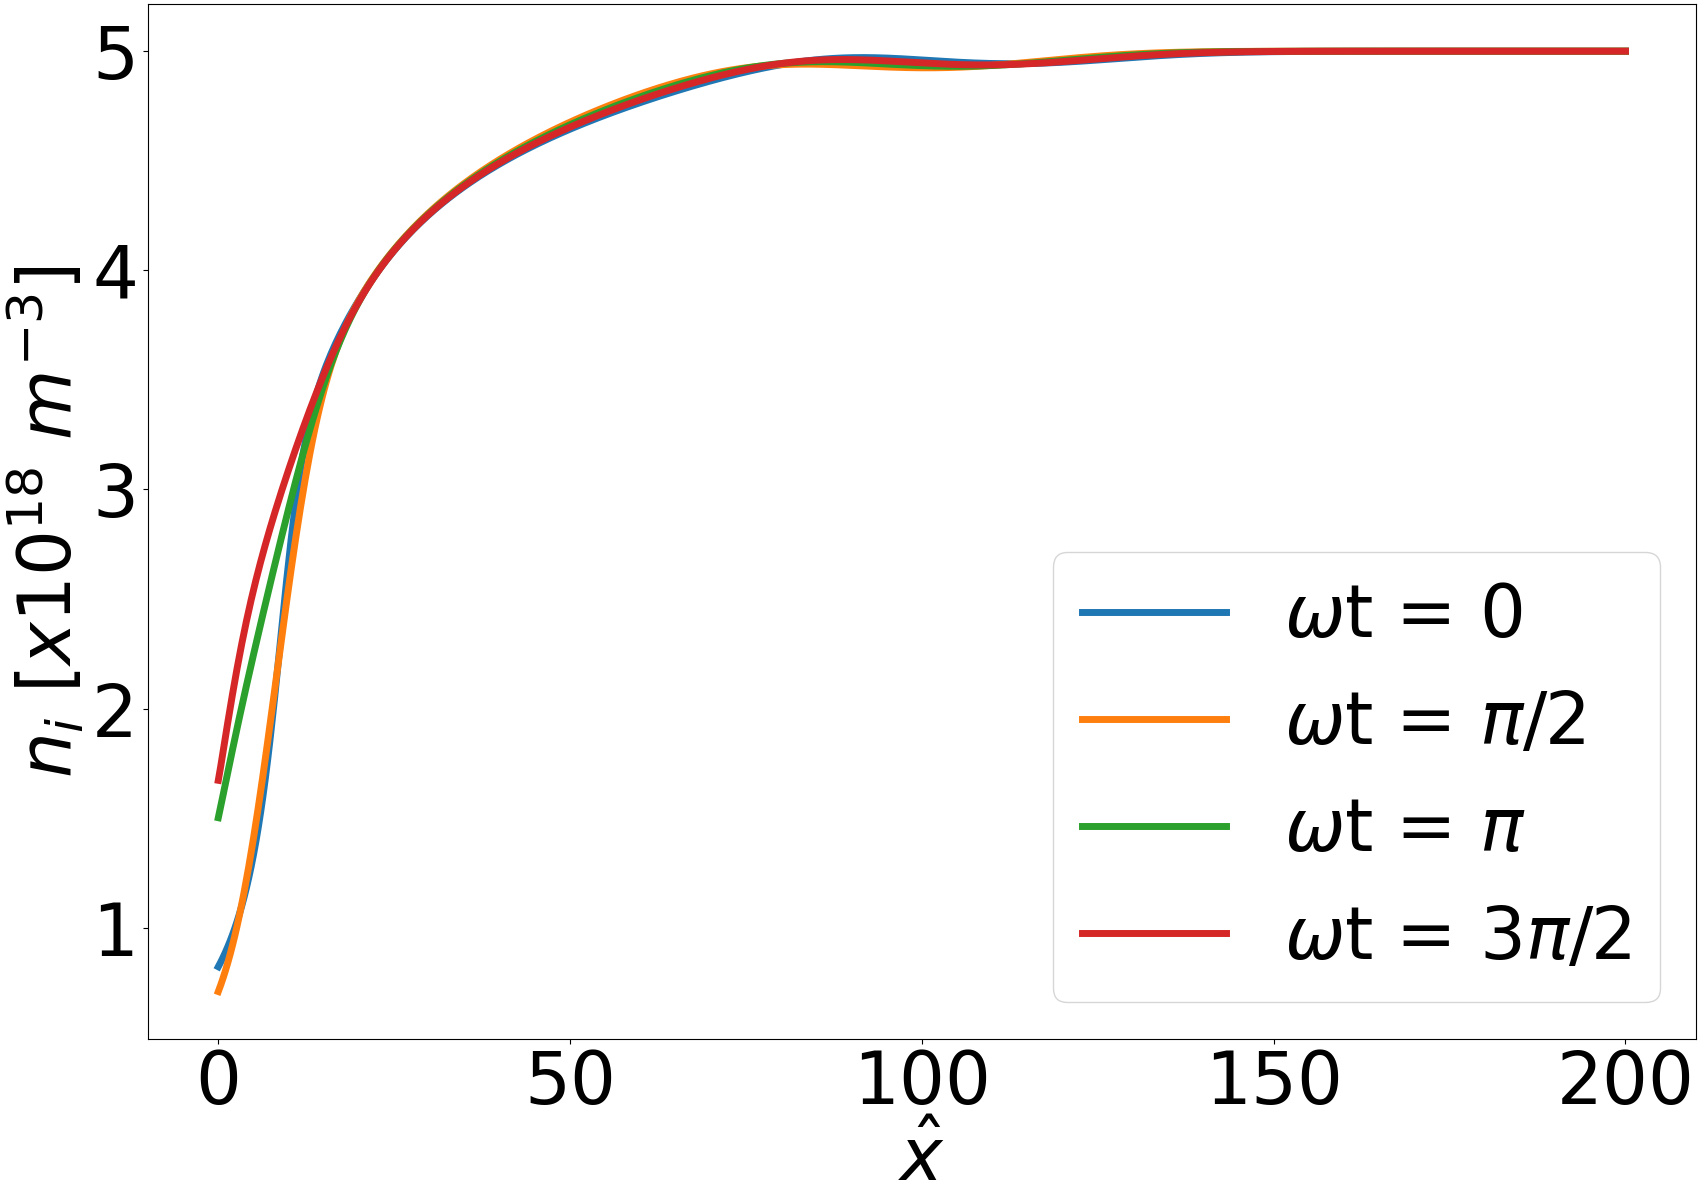 n_i [x10^18 m^−3]
5
4
3
2
1
0 50 100 150 200
x̂
ωt = 0
ωt = π/2
ωt = π
ωt = 3π/2